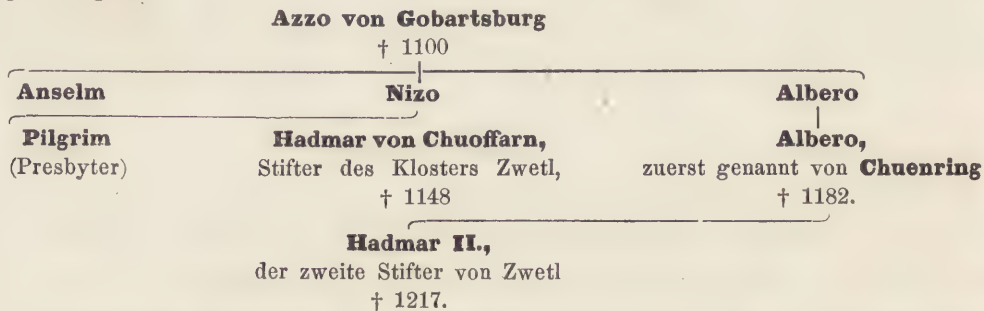 Azzo von Gobartsburg
† 1100
Anselm Nizo Albero
Pilgrim Hadmar von Chuoffarn, Albero,
(Presbyter) Stifter des Klosters Zwetl, zuerst genannt von Chuenring
† 1148 † 1182.
Hadmar II.,
der zweite Stifter von Zwetl
† 1217.